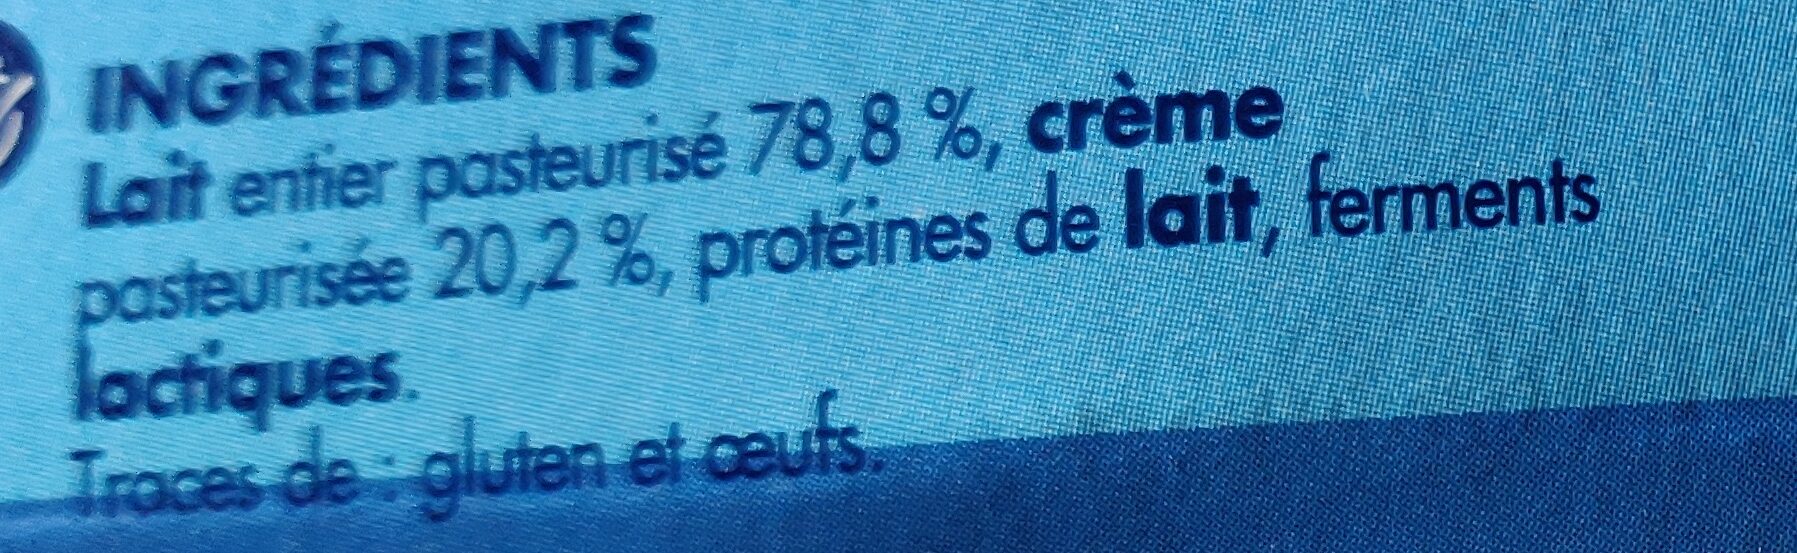 INGRÉDIENTS
Lait entier pasteurisé 78,8 %, crème
pasteurisée 20,2 %, protéines de lait, ferments
lactiques.
Traces de : gluten et œufs.